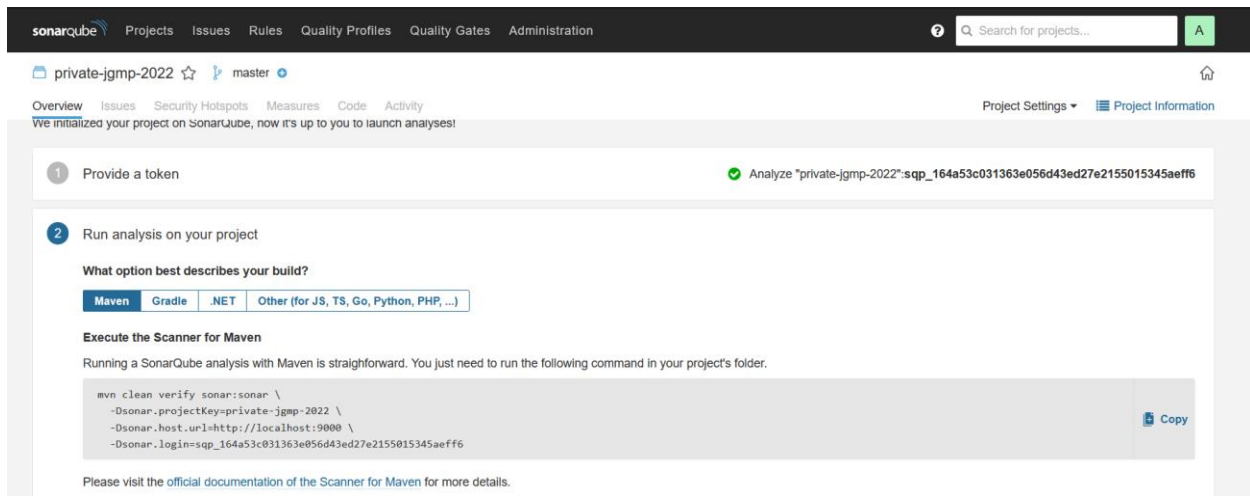 sonarqube Projects Issues Rules Quality Profiles Quality Gates Administration ? Search for projects... A
private-jgmp-2022 master
Overview Issues Security Hotspots Measures Code Activity Project Settings Project Information
We initialized your project on SonarQube, now it's up to you to launch analyses!
1 Provide a token Analyze "private-jgmp-2022":sqp_164a53c031363e056d43ed27e2155015345aeff6
2 Run analysis on your project
What option best describes your build?
Maven Gradle .NET Other (for JS, TS, Go, Python, PHP, ...)
Execute the Scanner for Maven
Running a SonarQube analysis with Maven is straighforward. You just need to run the following command in your project's folder.
mvn clean verify sonar:sonar \
-Dsonar.projectKey=private-jgmp-2022 \
-Dsonar.host.url=http://localhost:9000 \
-Dsonar.login=sqp_164a53c031363e056d43ed27e2155015345aeff6
Copy
Please visit the official documentation of the Scanner for Maven for more details.